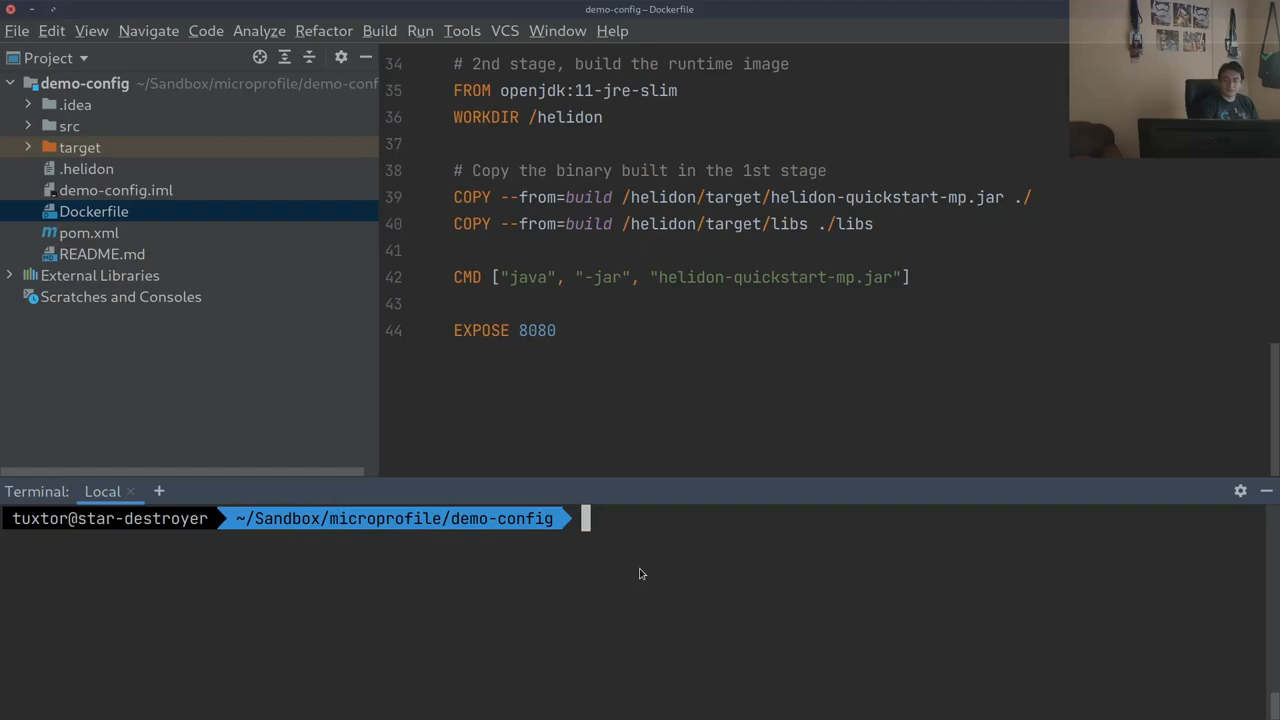 demo-config – Dockerfile
File Edit View Navigate Code Analyze Refactor Build Run Tools VCS Window Help
Project
demo-config ~/Sandbox/microprofile/demo-conf
.idea
src
target
.helidon
demo-config.iml
Dockerfile
pom.xml
README.md
External Libraries
Scratches and Consoles
34 # 2nd stage, build the runtime image
35 FROM openjdk:11-jre-slim
36 WORKDIR /helidon
37
38 # Copy the binary built in the 1st stage
39 COPY --from=build /helidon/target/helidon-quickstart-mp.jar ./
40 COPY --from=build /helidon/target/libs ./libs
41
42 CMD ["java", "-jar", "helidon-quickstart-mp.jar"]
43
44 EXPOSE 8080
Terminal: Local × +
tuxtor@star-destroyer ~/Sandbox/microprofile/demo-config